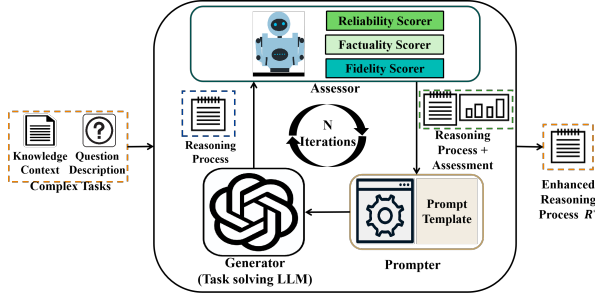 Reliability Scorer
Factuality Scorer
Fidelity Scorer
Assessor
Reasoning
Process
N
Iterations
Reasoning
Process +
Assessment
Knowledge
Context
Question
Description
Complex Tasks
Prompt
Template
Enhanced
Reasoning
Process R'
Generator
(Task solving LLM)
Prompter